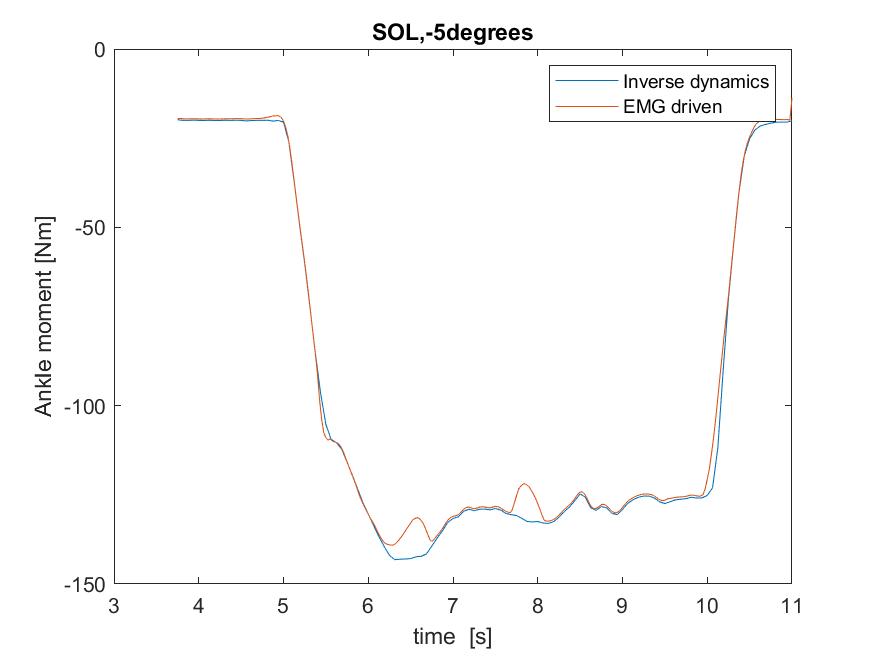 SOL,-5degrees
0
Inverse dynamics
EMG driven
-50
Ankle moment [Nm]
-100
-150
3 4 5 6 7 8 9 10 11
time [s]